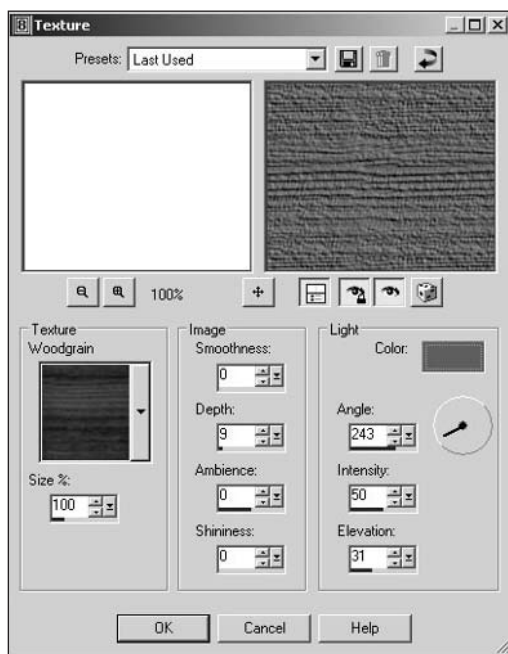 8 Texture
Presets: Last Used
100%
Texture
Woodgrain
Size %:
100
Image
Smoothness:
0
Depth:
9
Ambience:
0
Shininess:
0
Light
Color:
Angle:
243
Intensity:
50
Elevation:
31
OK Cancel Help